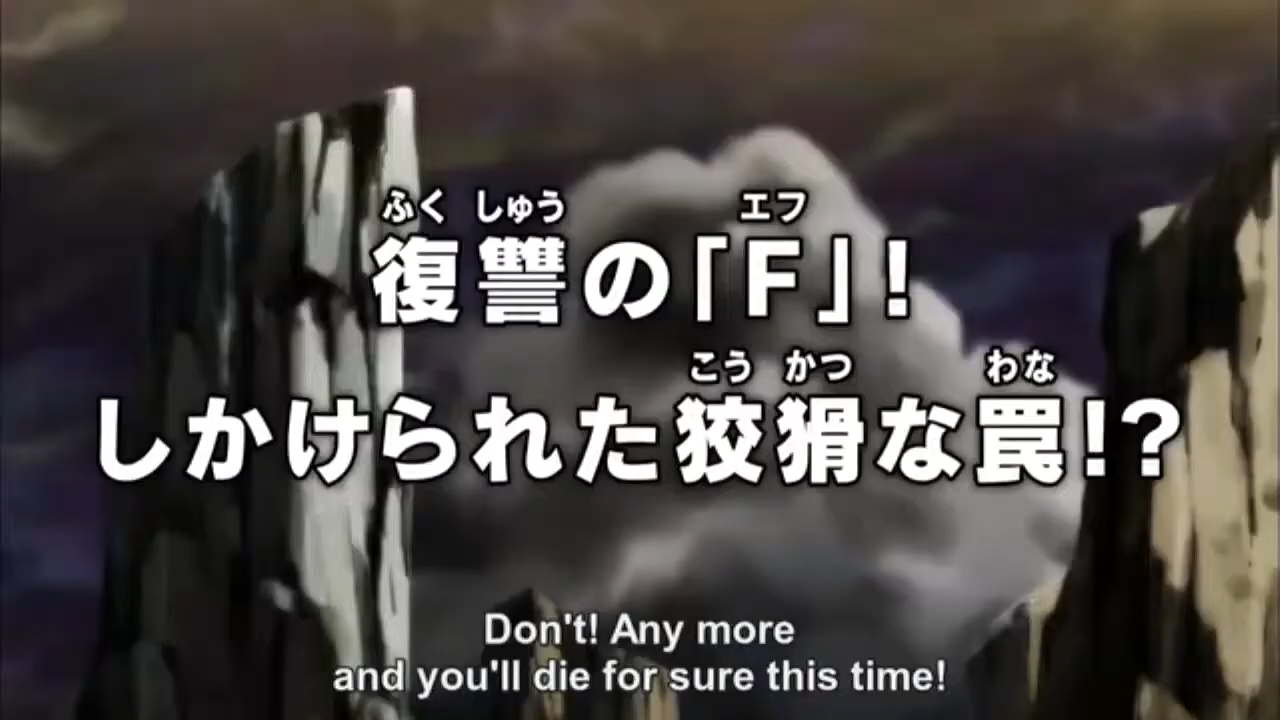 ふくしゅう エフ
復讐の「F」！
こうかつ わな
しかけられた狡猾な罠！？
Don't! Any more
and you'll die for sure this time!